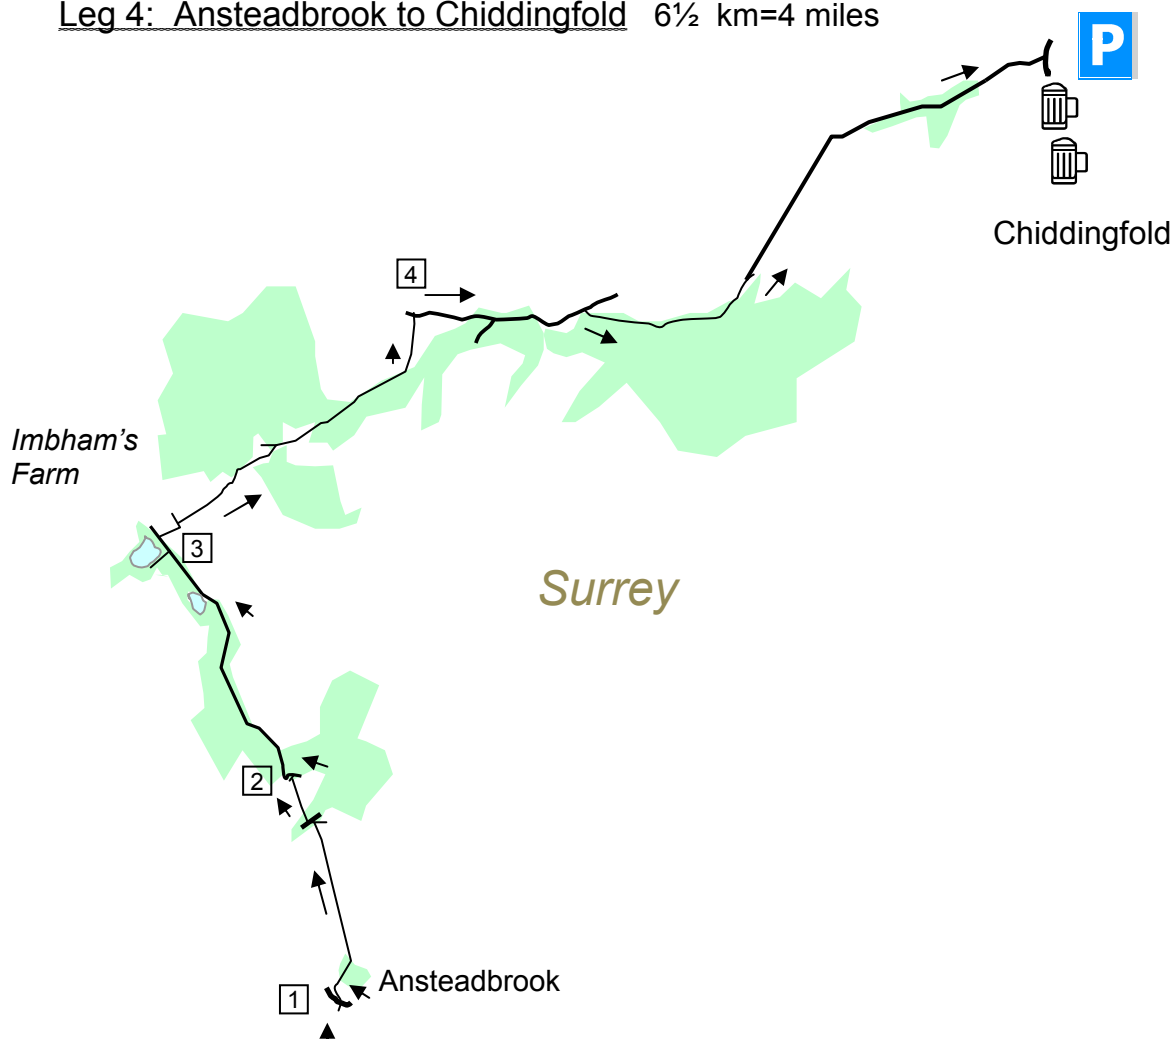 Leg 4:  Ansteadbrook to Chiddingfold   6½  km=4 miles
P
Chiddingfold
4
Imbham's
Farm
3
Surrey
2
Ansteadbrook
1